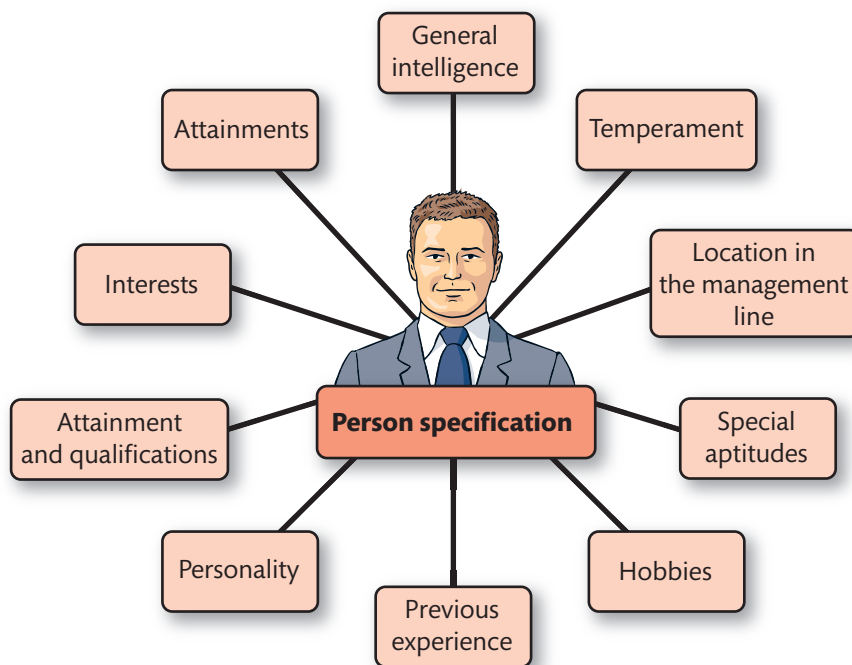 General
intelligence
Attainments
Temperament
Interests
Location in
the management
line
Attainment
and qualifications
Person specification
Special
aptitudes
Personality
Hobbies
Previous
experience